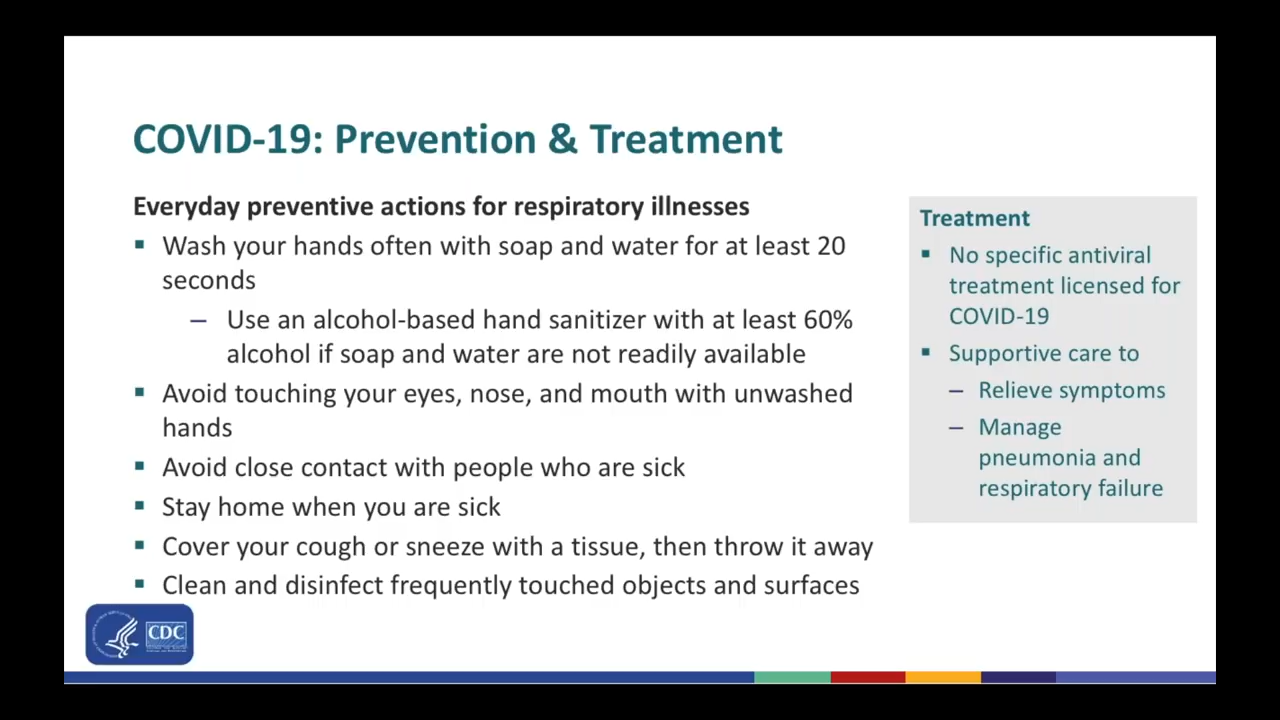 COVID-19: Prevention & Treatment
Everyday preventive actions for respiratory illnesses
▪ Wash your hands often with soap and water for at least 20
seconds
– Use an alcohol-based hand sanitizer with at least 60%
alcohol if soap and water are not readily available
▪ Avoid touching your eyes, nose, and mouth with unwashed
hands
▪ Avoid close contact with people who are sick
▪ Stay home when you are sick
▪ Cover your cough or sneeze with a tissue, then throw it away
▪ Clean and disinfect frequently touched objects and surfaces
Treatment
▪ No specific antiviral
treatment licensed for
COVID-19
▪ Supportive care to
– Relieve symptoms
– Manage
pneumonia and
respiratory failure
CDC